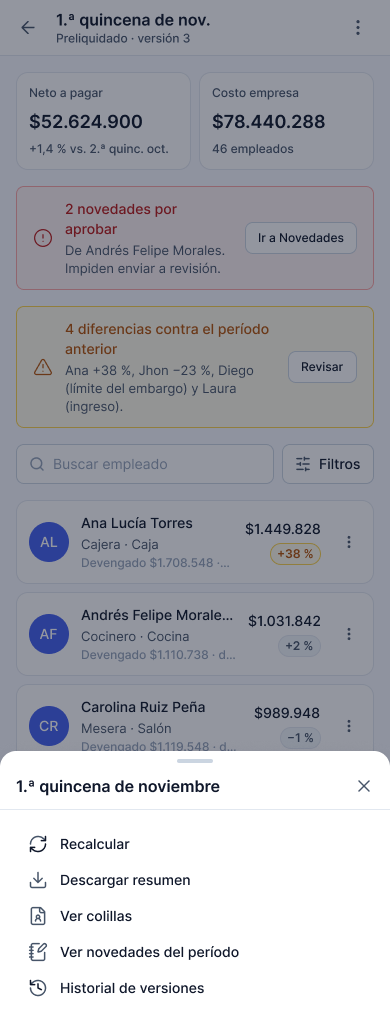 1.ª quincena de nov.
Preliquidado · versión 3
Neto a pagar
$52.624.900
+1,4 % vs. 2.ª quinc. oct.
Costo empresa
$78.440.288
46 empleados
2 novedades por
aprobar
De Andrés Felipe Morales.
Impiden enviar a revisión.
Ir a Novedades
4 diferencias contra el período
anterior
Ana +38 %, Jhon −23 %, Diego
(límite del embargo) y Laura
(ingreso).
Revisar
Buscar empleado
Filtros
AL
Ana Lucía Torres
Cajera · Caja
Devengado $1.708.548 ·...
$1.449.828
+38 %
AF
Andrés Felipe Morale...
Cocinero · Cocina
Devengado $1.110.738 · d...
$1.031.842
+2 %
CR
Carolina Ruiz Peña
Mesera · Salón
Devengado $1.119.548 · d...
$989.948
−1 %
1.ª quincena de noviembre
Recalcular
Descargar resumen
Ver colillas
Ver novedades del período
Historial de versiones